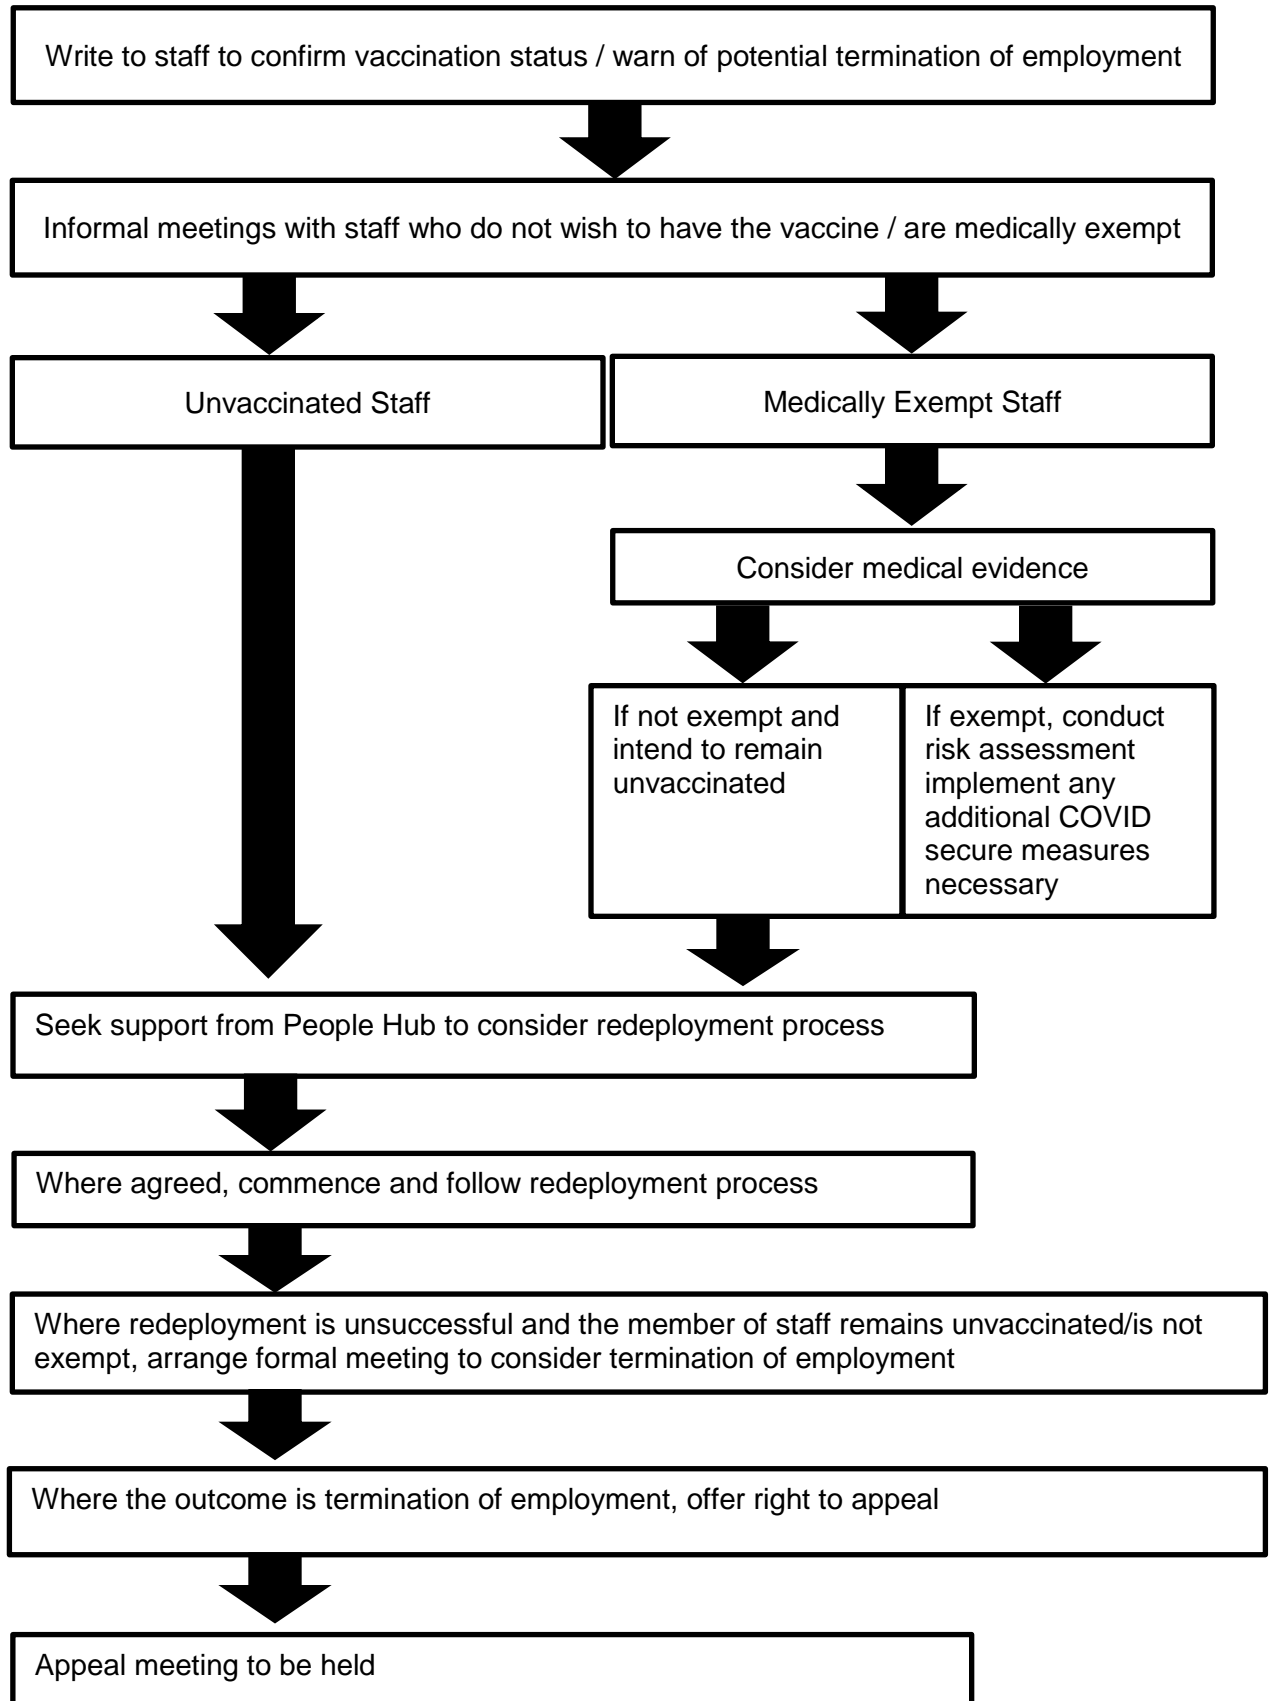 Write to staff to confirm vaccination status / warn of potential termination of employment
Informal meetings with staff who do not wish to have the vaccine / are medically exempt
Unvaccinated Staff
Medically Exempt Staff
Consider medical evidence
If not exempt and
intend to remain
unvaccinated
If exempt, conduct
risk assessment
implement any
additional COVID
secure measures
necessary
Seek support from People Hub to consider redeployment process
Where agreed, commence and follow redeployment process
Where redeployment is unsuccessful and the member of staff remains unvaccinated/is not
exempt, arrange formal meeting to consider termination of employment
Where the outcome is termination of employment, offer right to appeal
Appeal meeting to be held